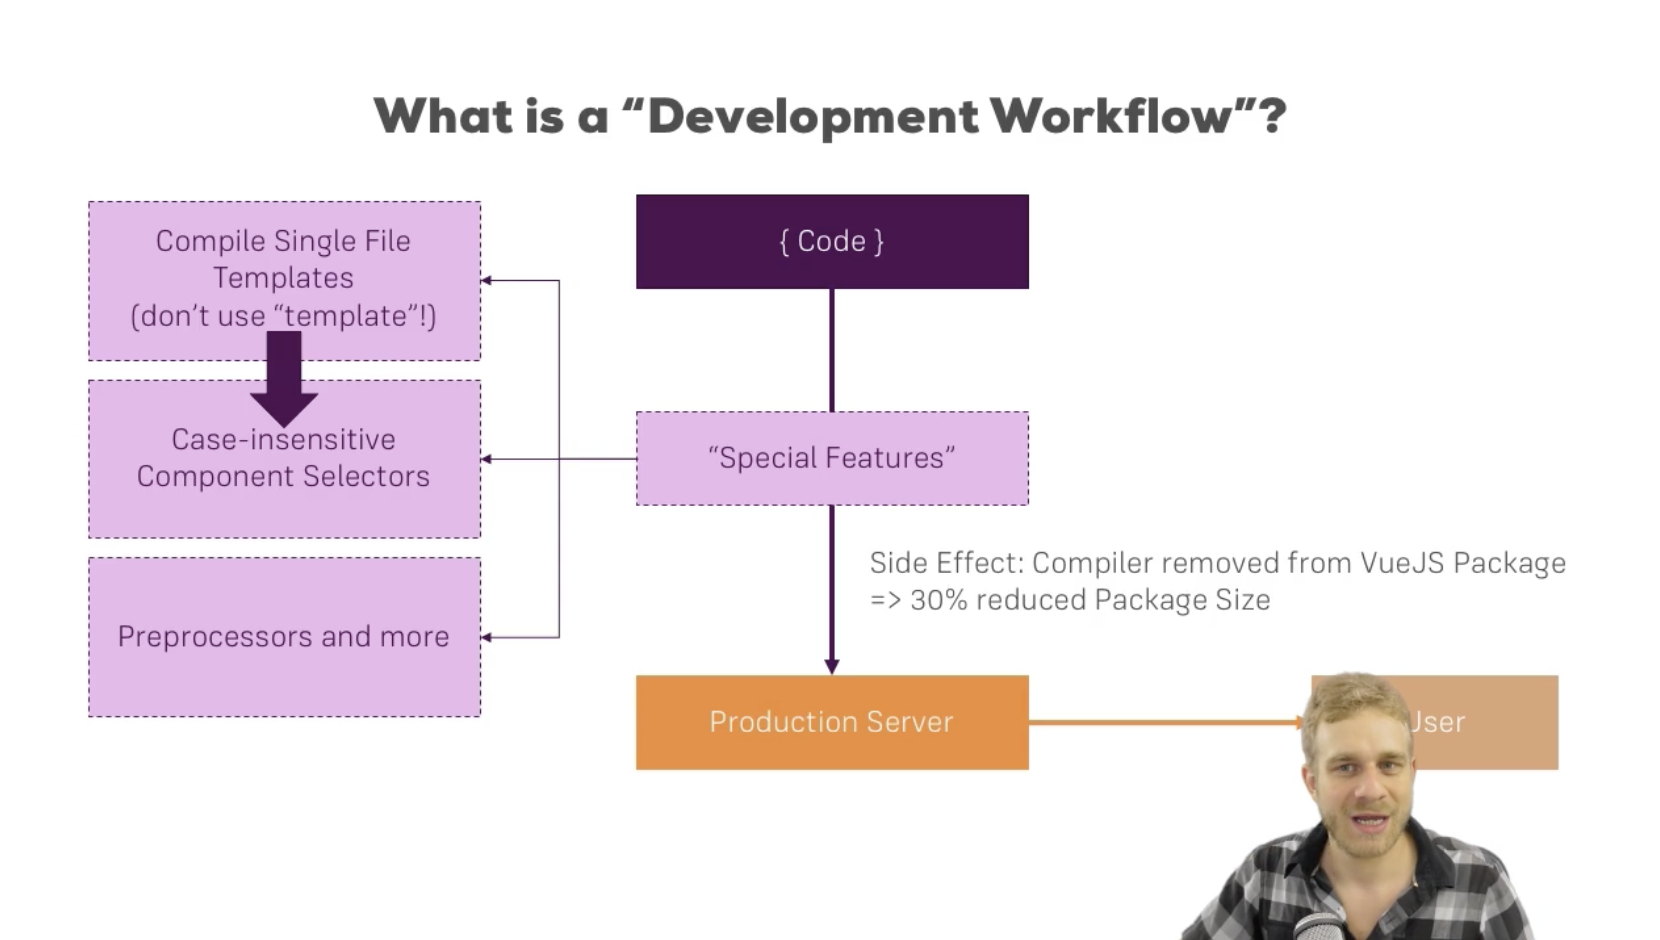 What is a “Development Workflow”?
Compile Single File
Templates
(don’t use “template”!)
{ Code }
Case-insensitive
Component Selectors
“Special Features”
Side Effect: Compiler removed from VueJS Package
=> 30% reduced Package Size
Preprocessors and more
Production Server
User